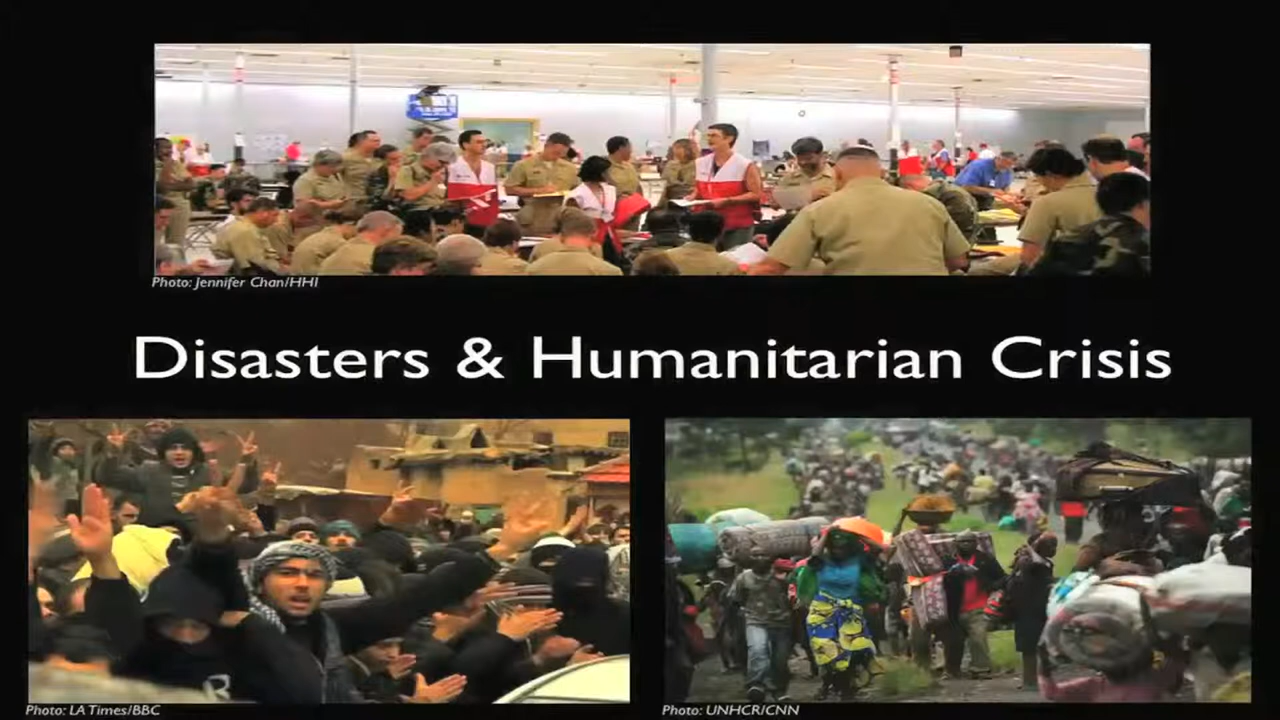 Photo: Jennifer Chan/HHI
Disasters & Humanitarian Crisis
Photo: LA Times/BBC
Photo: UNHCR/CNN